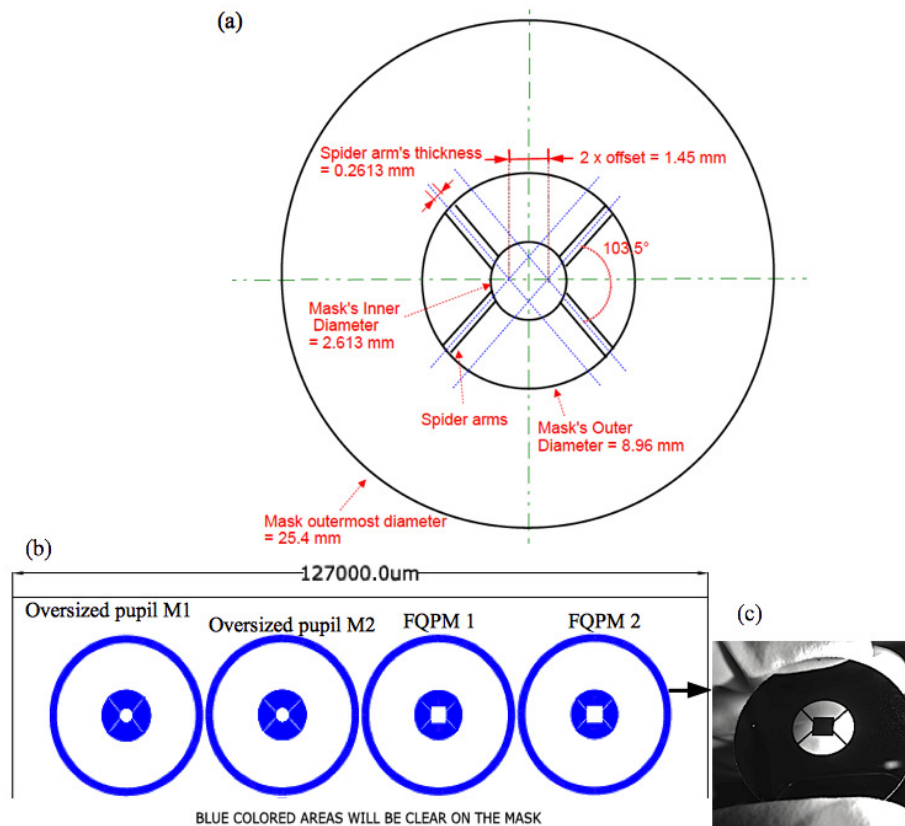 (a)
Spider arm's thickness
= 0.2613 mm
2 x offset = 1.45 mm
103.5°
Mask's Inner
Diameter
= 2.613 mm
Spider arms
Mask's Outer
Diameter = 8.96 mm
Mask outermost diameter
= 25.4 mm
(b)
127000.0um
Oversized pupil M1
Oversized pupil M2
FQPM 1
FQPM 2
(c)
BLUE COLORED AREAS WILL BE CLEAR ON THE MASK